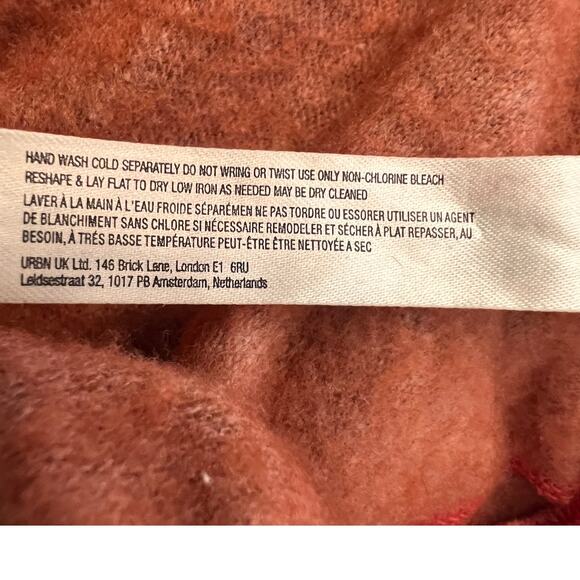 HAND WASH COLD SEPARATELY DO NOT WRING OR TWIST USE ONLY NON-CHLORINE BLEACH
RESHAPE & LAY FLAT TO DRY LOW IRON AS NEEDED MAY BE DRY CLEANED
LAVER À LA MAIN À L'EAU FROIDE SÉPARÉMEN NE PAS TORDRE OU ESSORER UTILISER UN AGENT
DE BLANCHIMENT SANS CHLORE SI NÉCESSAIRE REMODELER ET SÉCHER À PLAT REPASSER, AU
BESOIN, À TRÉS BASSE TEMPÉRATURE PEUT-ÊTRE ÊTRE NETTOYÉE A SEC
URBN UK Ltd. 146 Brick Lane, London E1 6RU
Leidsestraat 32, 1017 PB Amsterdam, Netherlands